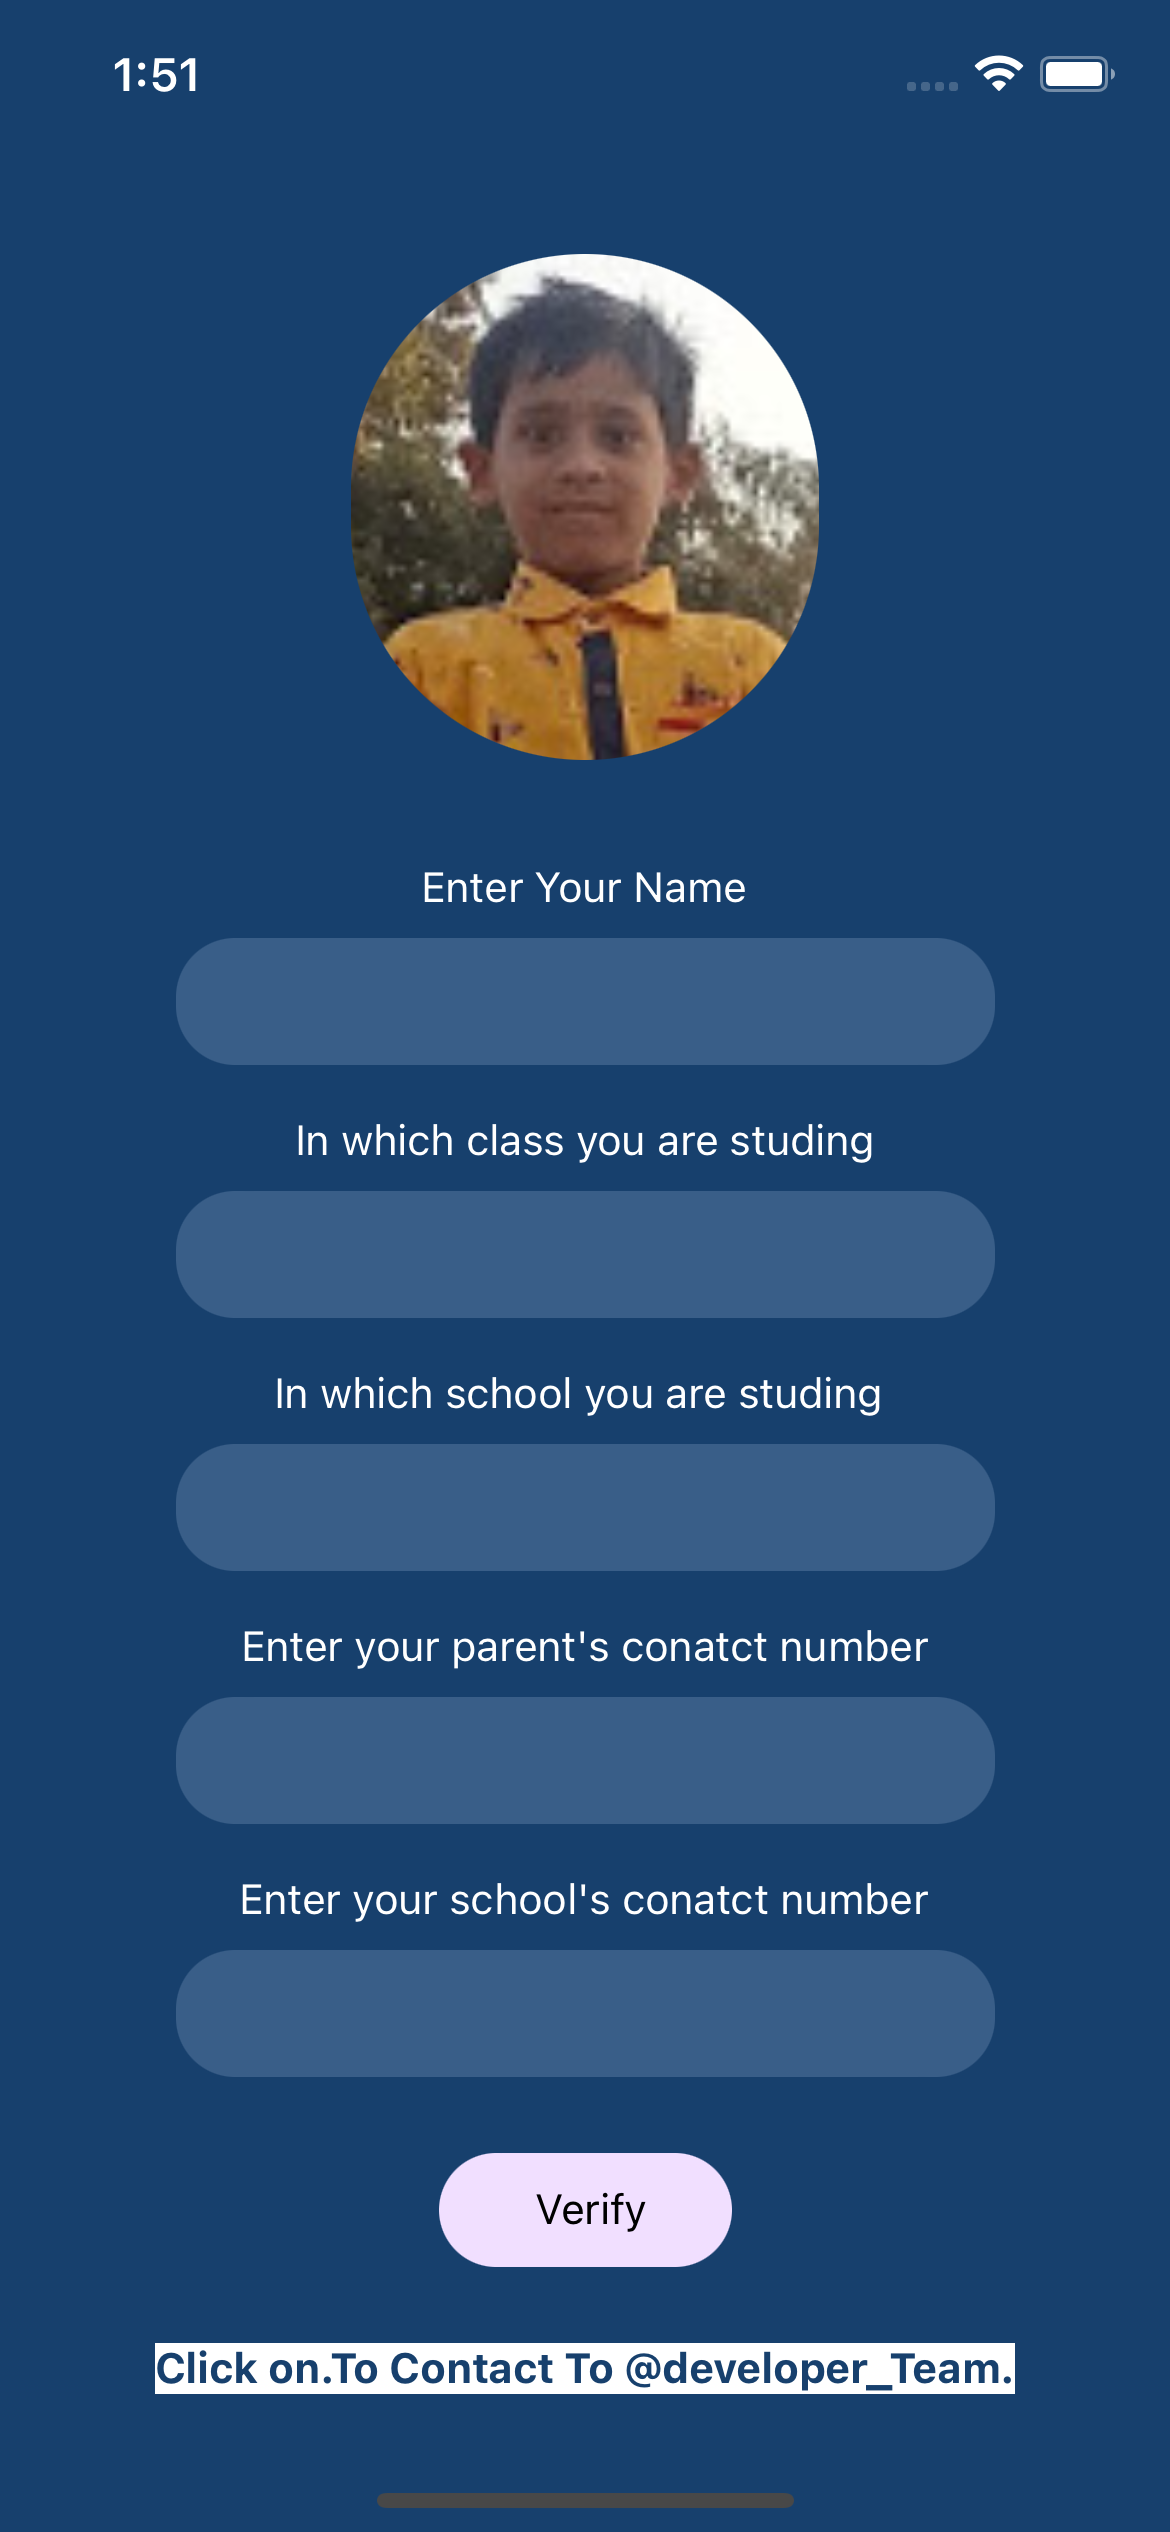 1:51
Enter Your Name
In which class you are studing
In which school you are studing
Enter your parent's conatct number
Enter your school's conatct number
Verify
Click on.To Contact To @developer_Team.